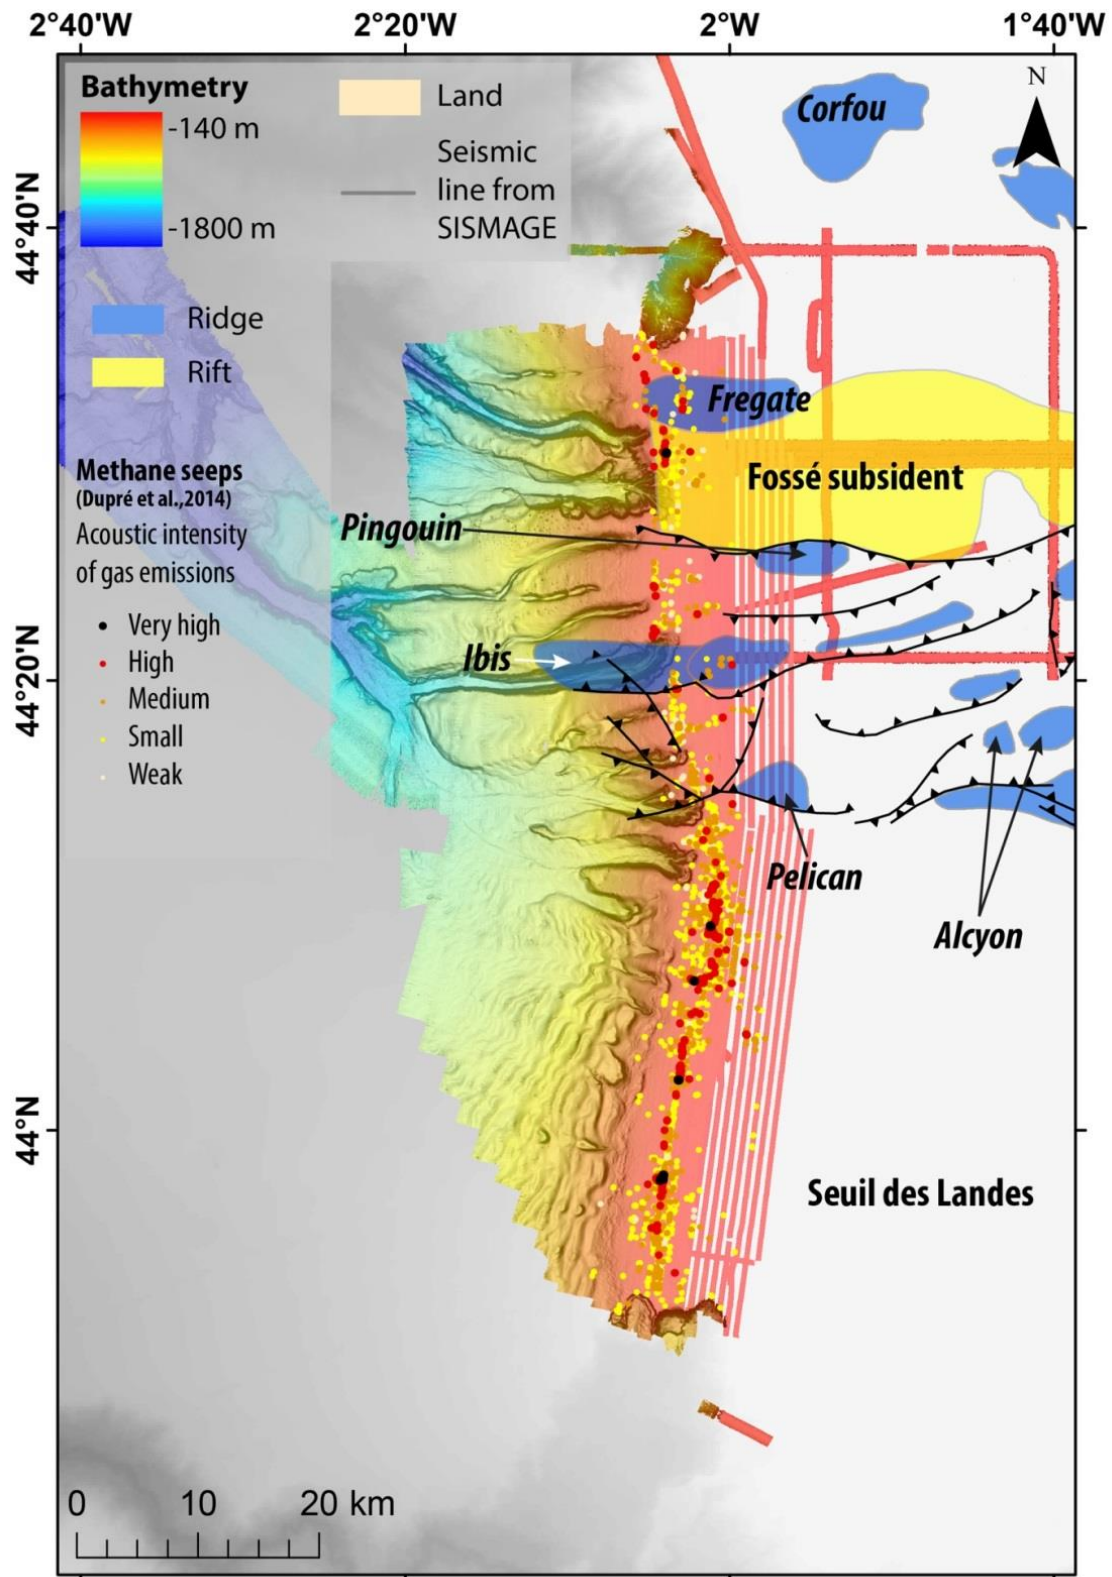 2°40'W 2°20'W 2°W 1°40'W
Bathymetry
-140 m
-1800 m
Land
Seismic
line from
SISMAGE
Ridge
Rift
Methane seeps
(Dupré et al.,2014)
Acoustic intensity
of gas emissions
Very high
High
Medium
Small
Weak
N
Corfou
44°40'N
Fregate
Fossé subsident
Pingouin
44°20'N
Ibis
Pelican
Alcyon
44°N
Seuil des Landes
0 10 20 km